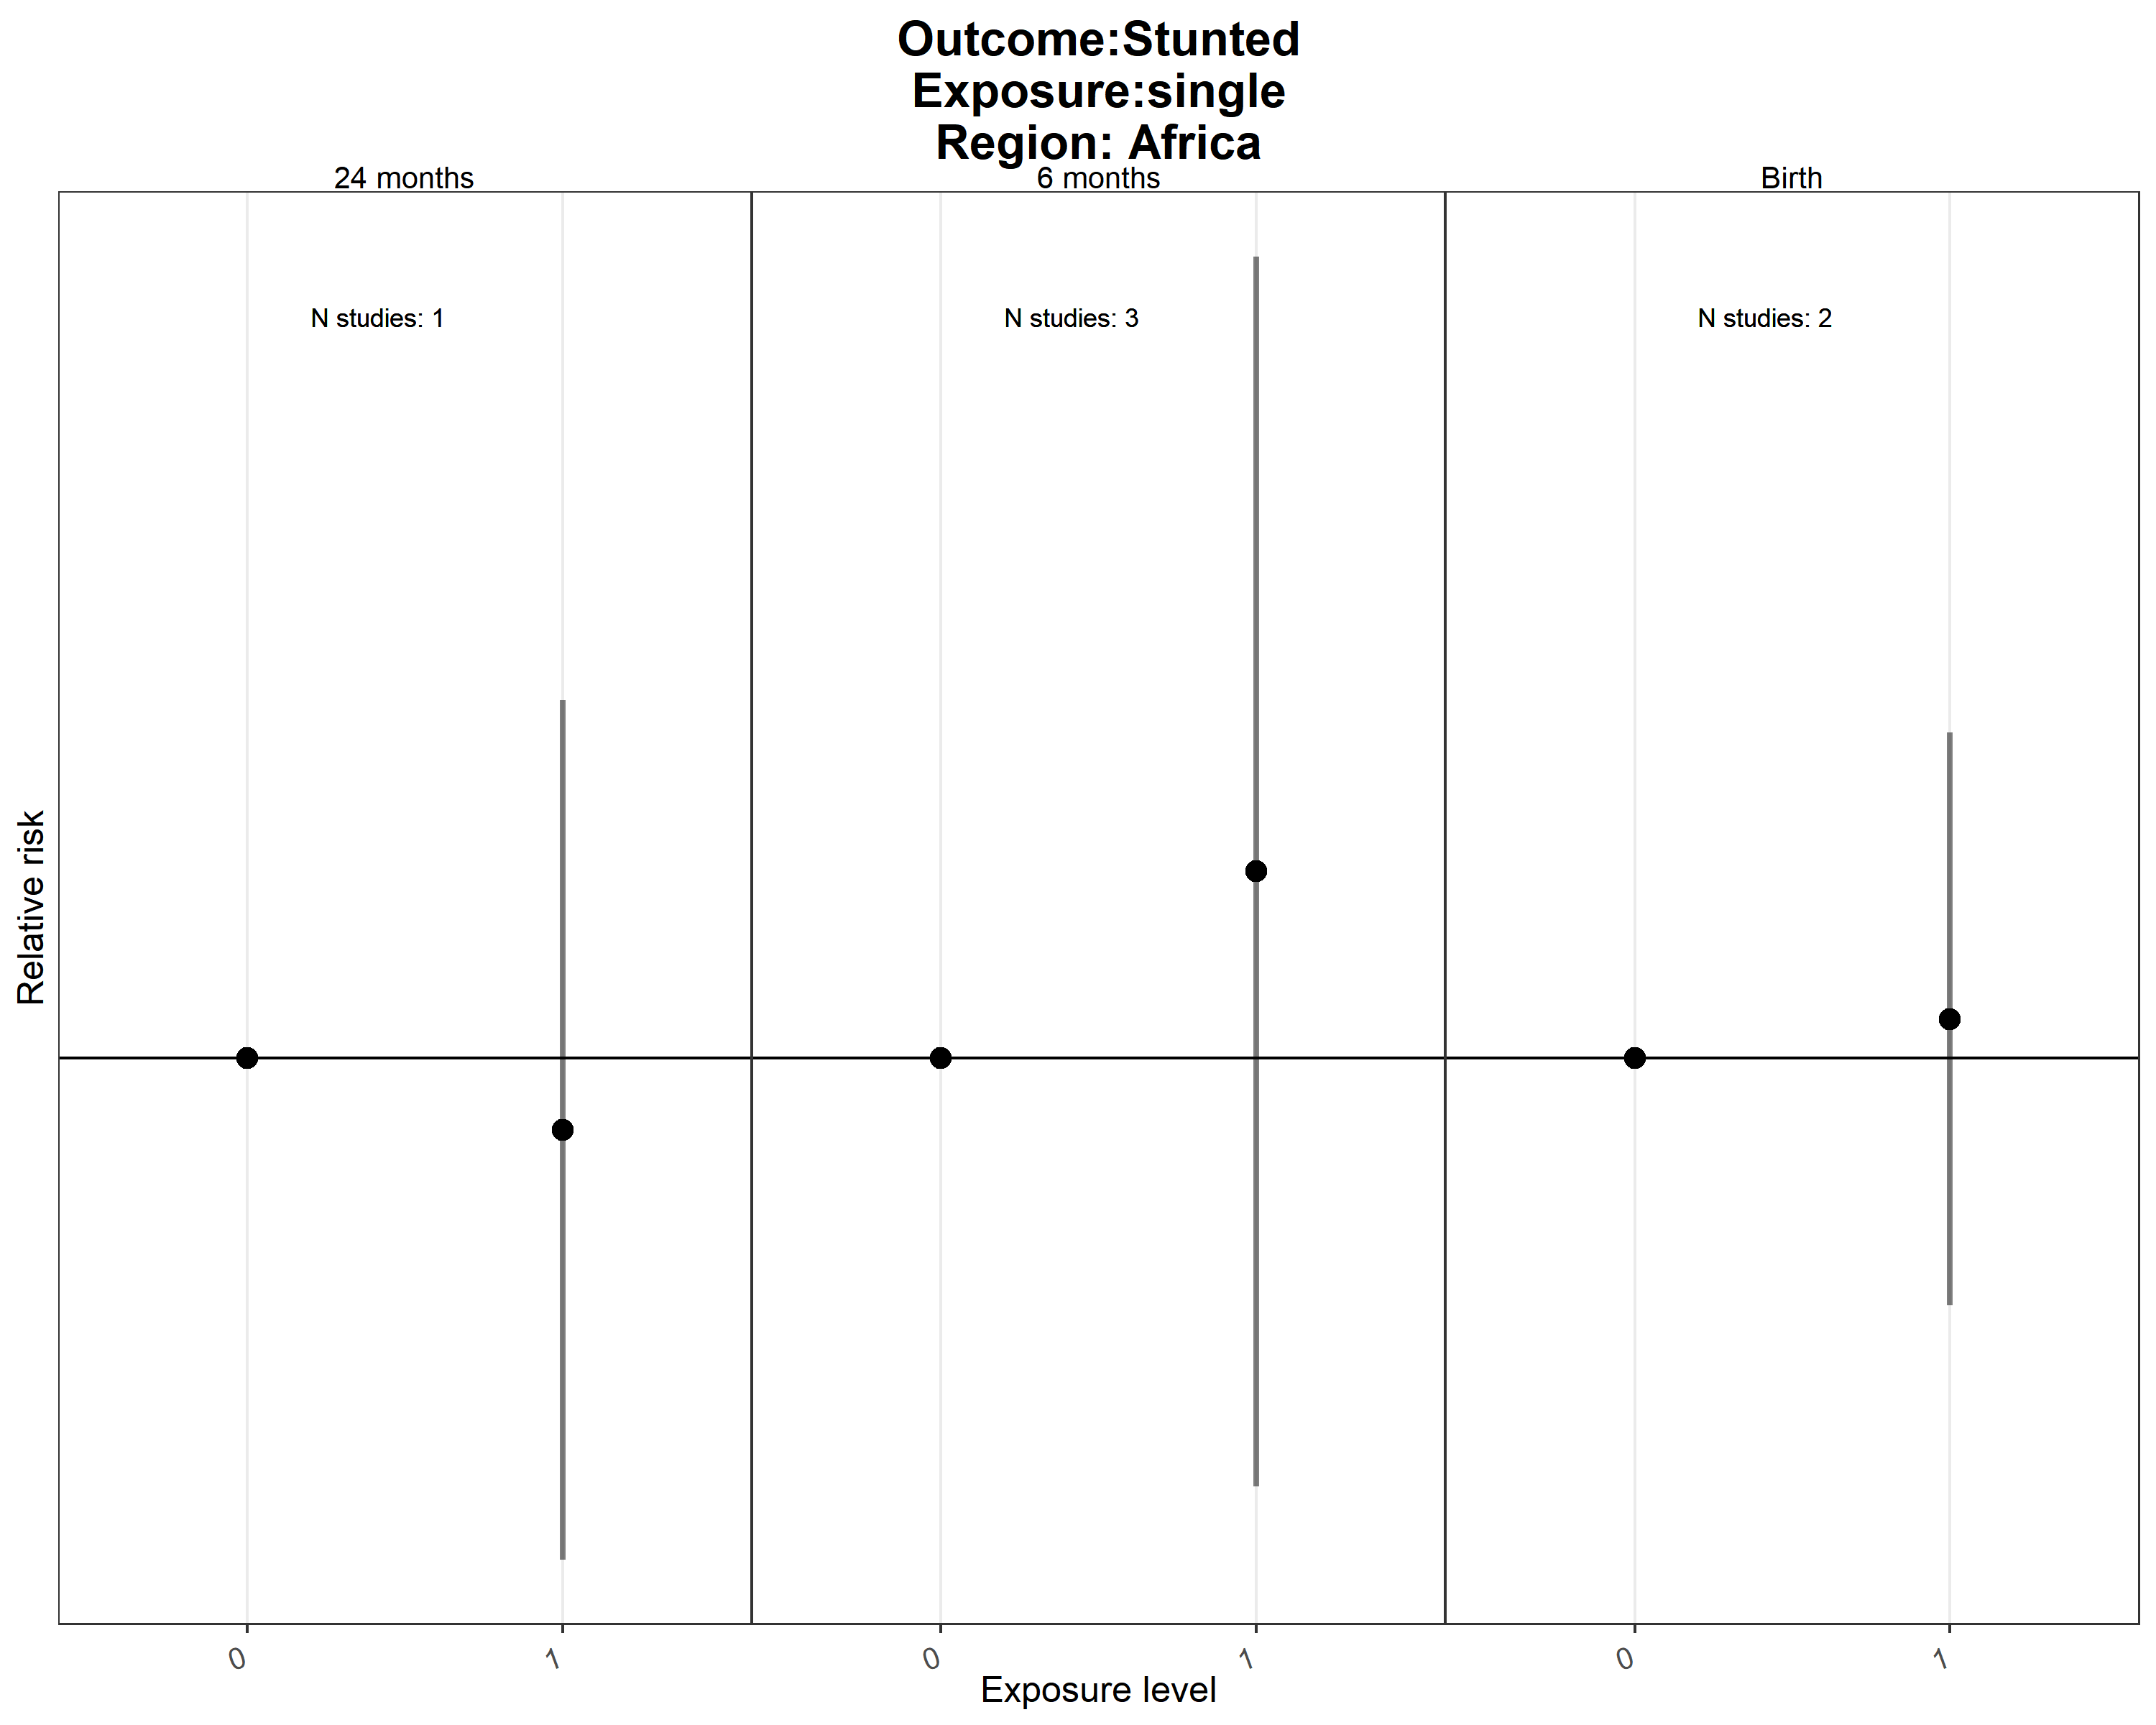 Outcome:Stunted
Exposure:single
Region: Africa
24 months
6 months
Birth
N studies: 1
N studies: 3
N studies: 2
Relative risk
0
1
0
1
0
1
Exposure level